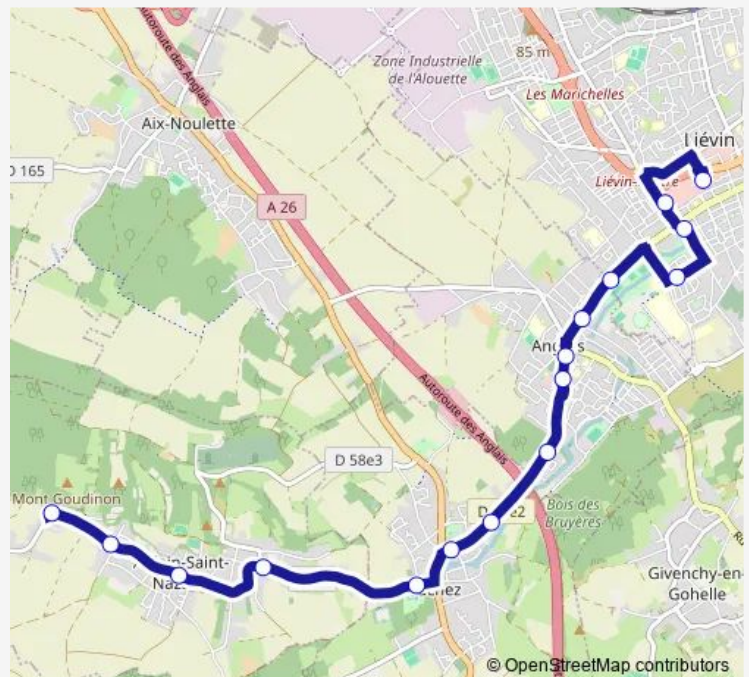 Autoroute des Anglais
Zone Industrielle
de l'Alouette
85 m
Les Marichelles
Aix-Noulette
Liévin
D 165
A 26
Autoroute des Anglais
D 58e3
Bois des
Bruyères
Mont Goudinon
Givenchy-en-
Gohelle
© OpenStreetMap contributors